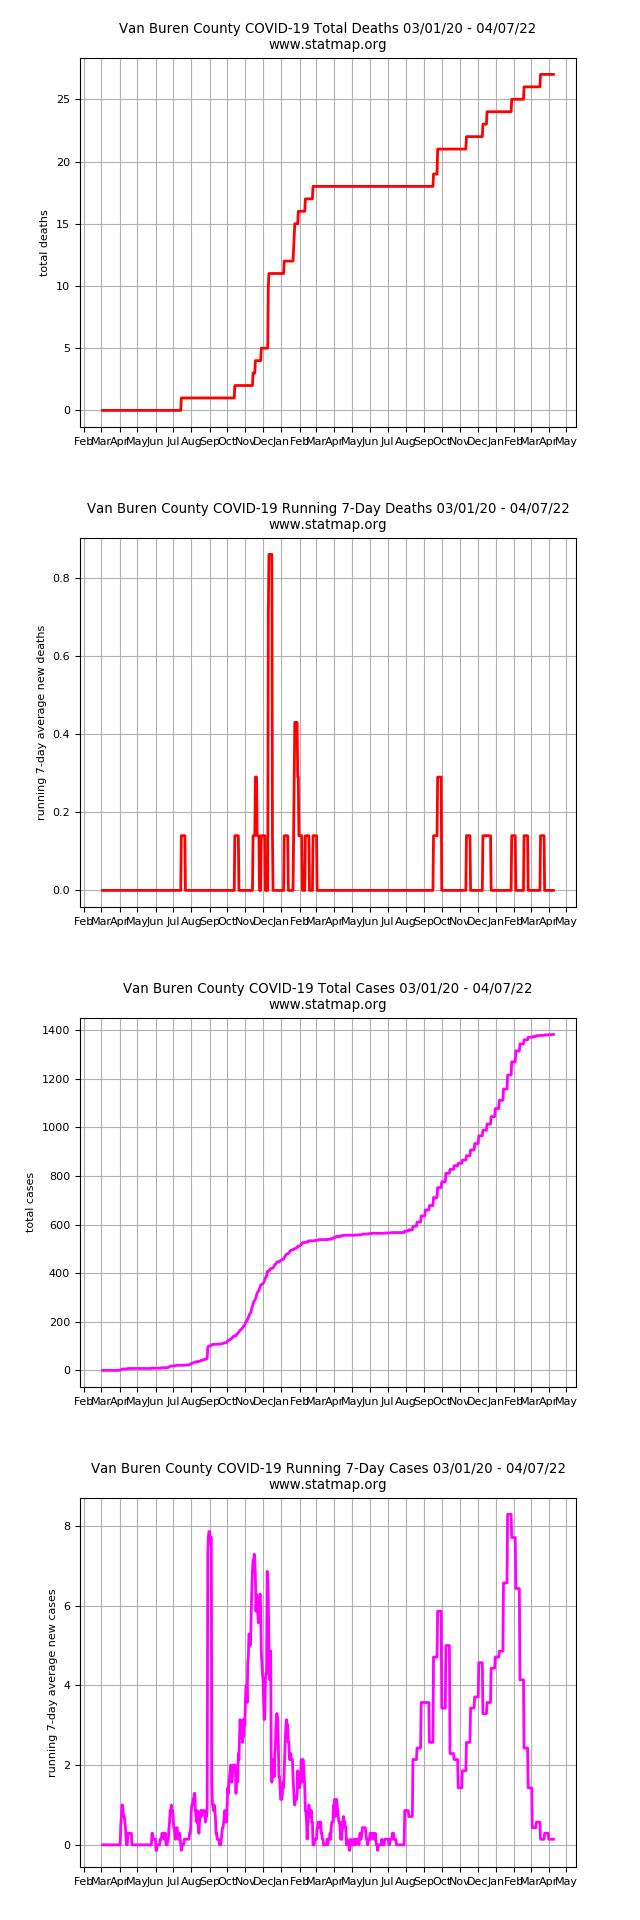 Van Buren County COVID-19 Total Deaths 03/01/20 - 04/07/22
www.statmap.org
25
20
15
10
5
0
total deaths
Feb Mar Apr May Jun Jul Aug Sep Oct Nov Dec Jan Feb Mar Apr May Jun Jul Aug Sep Oct Nov Dec Jan Feb Mar Apr May
Van Buren County COVID-19 Running 7-Day Deaths 03/01/20 - 04/07/22
www.statmap.org
0.8
0.6
0.4
0.2
0.0
running 7-day average new deaths
Feb Mar Apr May Jun Jul Aug Sep Oct Nov Dec Jan Feb Mar Apr May Jun Jul Aug Sep Oct Nov Dec Jan Feb Mar Apr May
Van Buren County COVID-19 Total Cases 03/01/20 - 04/07/22
www.statmap.org
1400
1200
1000
800
600
400
200
0
total cases
Feb Mar Apr May Jun Jul Aug Sep Oct Nov Dec Jan Feb Mar Apr May Jun Jul Aug Sep Oct Nov Dec Jan Feb Mar Apr May
Van Buren County COVID-19 Running 7-Day Cases 03/01/20 - 04/07/22
www.statmap.org
8
6
4
2
0
running 7-day average new cases
Feb Mar Apr May Jun Jul Aug Sep Oct Nov Dec Jan Feb Mar Apr May Jun Jul Aug Sep Oct Nov Dec Jan Feb Mar Apr May